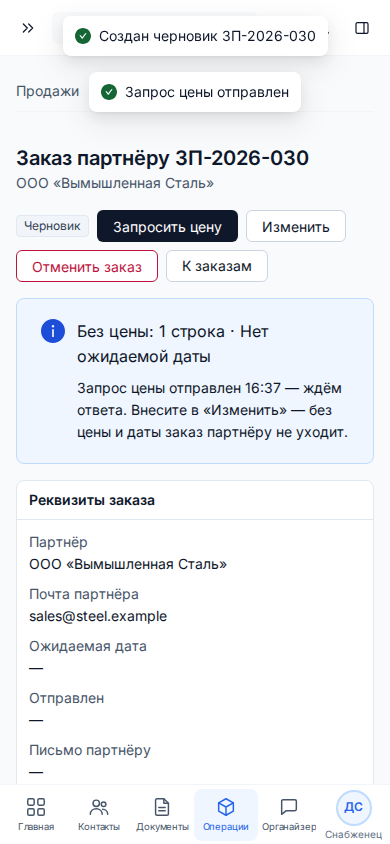 Создан черновик ЗП-2026-030
Продажи
Запрос цены отправлен
Заказ партнёру ЗП-2026-030
ООО «Вымышленная Сталь»
Черновик
Запросить цену
Изменить
Отменить заказ
К заказам
Без цены: 1 строка · Нет
ожидаемой даты
Запрос цены отправлен 16:37 — ждём
ответа. Внесите в «Изменить» — без
цены и даты заказ партнёру не уходит.
Реквизиты заказа
Партнёр
ООО «Вымышленная Сталь»
Почта партнёра
sales@steel.example
Ожидаемая дата
—
Отправлен
—
Письмо партнёру
—
ДС
Главная
Контакты
Документы
Операции
Органайзер
Снабженец